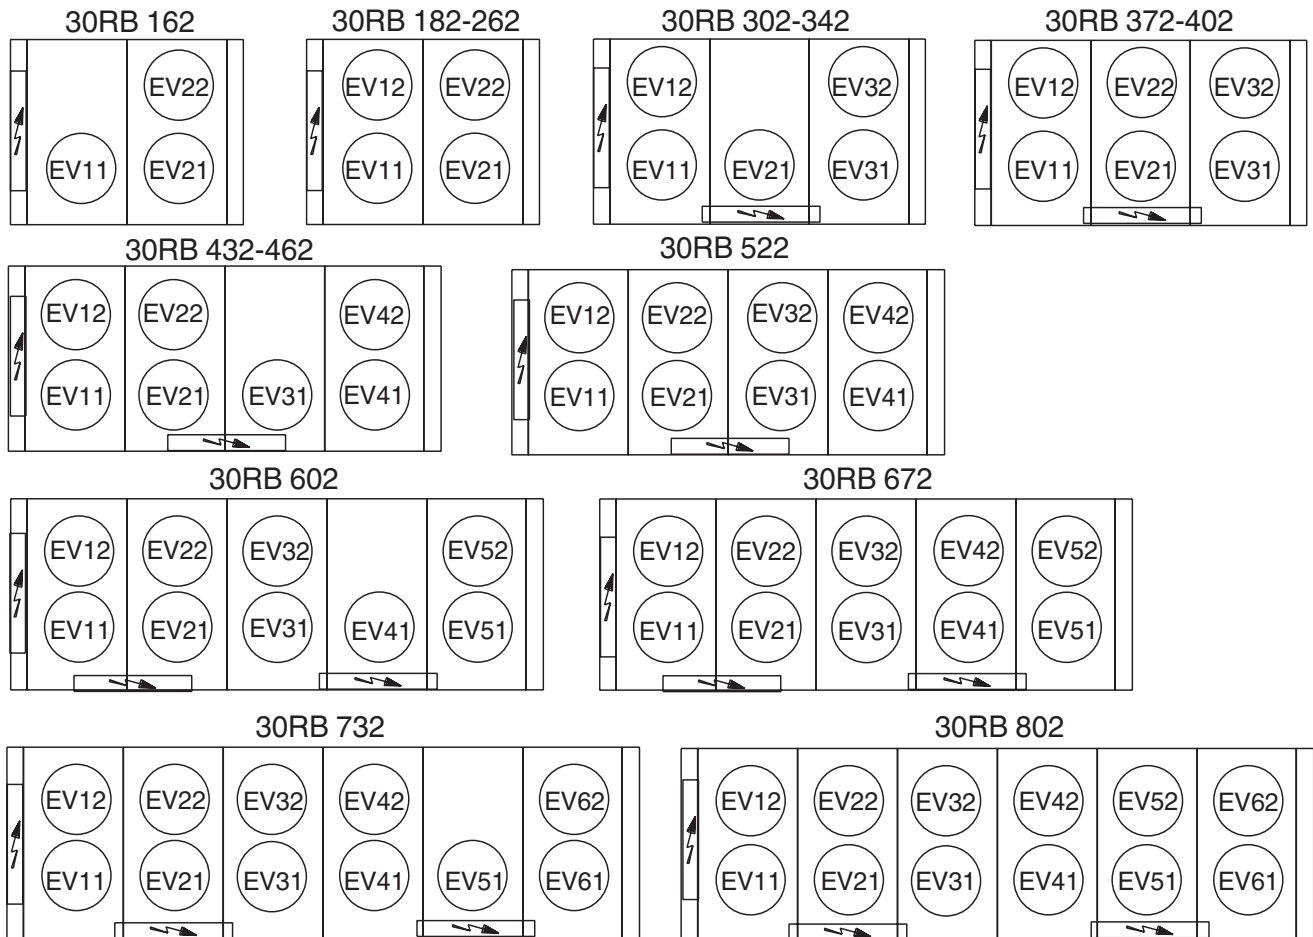 30RB 162 30RB 182-262 30RB 302-342 30RB 372-402
EV22 EV12 EV22 EV12 EV32 EV12 EV22 EV32
EV11 EV21 EV11 EV21 EV11 EV21 EV31 EV11 EV21 EV31
30RB 432-462 30RB 522
EV12 EV22 EV42 EV12 EV22 EV32 EV42
EV11 EV21 EV31 EV41 EV11 EV21 EV31 EV41
30RB 602 30RB 672
EV12 EV22 EV32 EV52 EV12 EV22 EV32 EV42 EV52
EV11 EV21 EV31 EV41 EV51 EV11 EV21 EV31 EV41 EV51
30RB 732 30RB 802
EV12 EV22 EV32 EV42 EV62 EV12 EV22 EV32 EV42 EV52 EV62
EV11 EV21 EV31 EV41 EV51 EV61 EV11 EV21 EV31 EV41 EV51 EV61